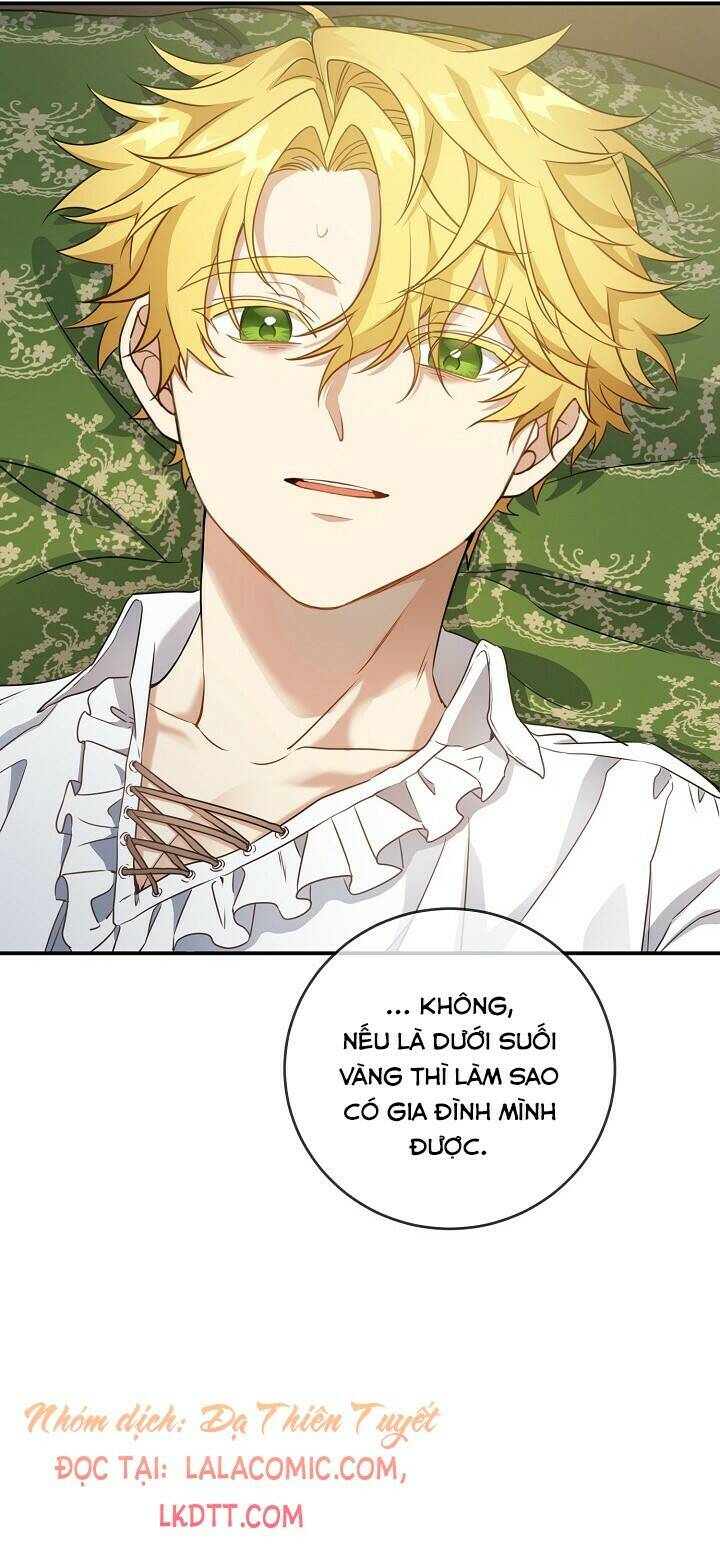 ... KHÔNG,
NẾU LÀ DƯỚI SUỐI
VÀNG THÌ LÀM SAO
CÓ GIA ĐÌNH MÌNH
ĐƯỢC.
Nhóm dịch: Dạ Thiên Tuyết
ĐỌC TẠI: LALACOMIC.COM,
LKDTT.COM